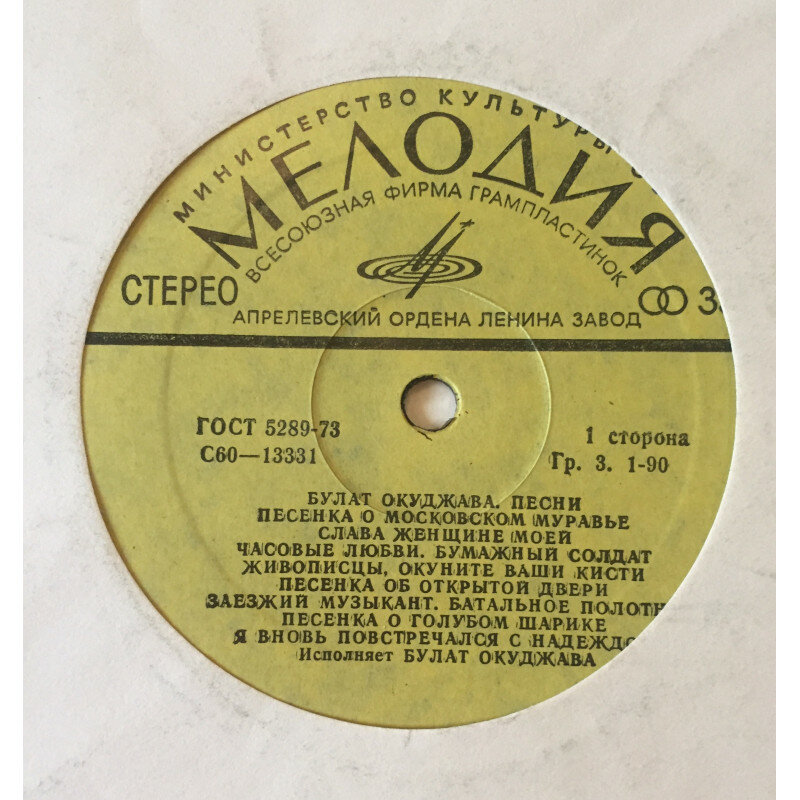 МИНИСТЕРСТВО КУЛЬТУРЫ
МЕЛОДИЯ
ВСЕСОЮЗНАЯ ФИРМА ГРАМПЛАСТИНОК
СТЕРЕО
АПРЕЛЕВСКИЙ ОРДЕНА ЛЕНИНА ЗАВОД
ГОСТ 5289-73
С60—13331
1 сторона
Гр. 3. 1-90
БУЛАТ ОКУДЖАВА. ПЕСНИ
ПЕСЕНКА О МОСКОВСКОМ МУРАВЬЕ
СЛАВА ЖЕНЩИНЕ МОЕЙ
ЧАСОВЫЕ ЛЮБВИ. БУМАЖНЫЙ СОЛДАТ
ЖИВОПИСЦЫ, ОКУНИТЕ ВАШИ КИСТИ
ПЕСЕНКА ОБ ОТКРЫТОЙ ДВЕРИ
ЗАЕЗЖИЙ МУЗЫКАНТ. БАТАЛЬНОЕ ПОЛОТН
ПЕСЕНКА О ГОЛУБОМ ШАРИКЕ
Я ВНОВЬ ПОВСТРЕЧАЛСЯ С НАДЕЖДО
Исполняет БУЛАТ ОКУДЖАВА